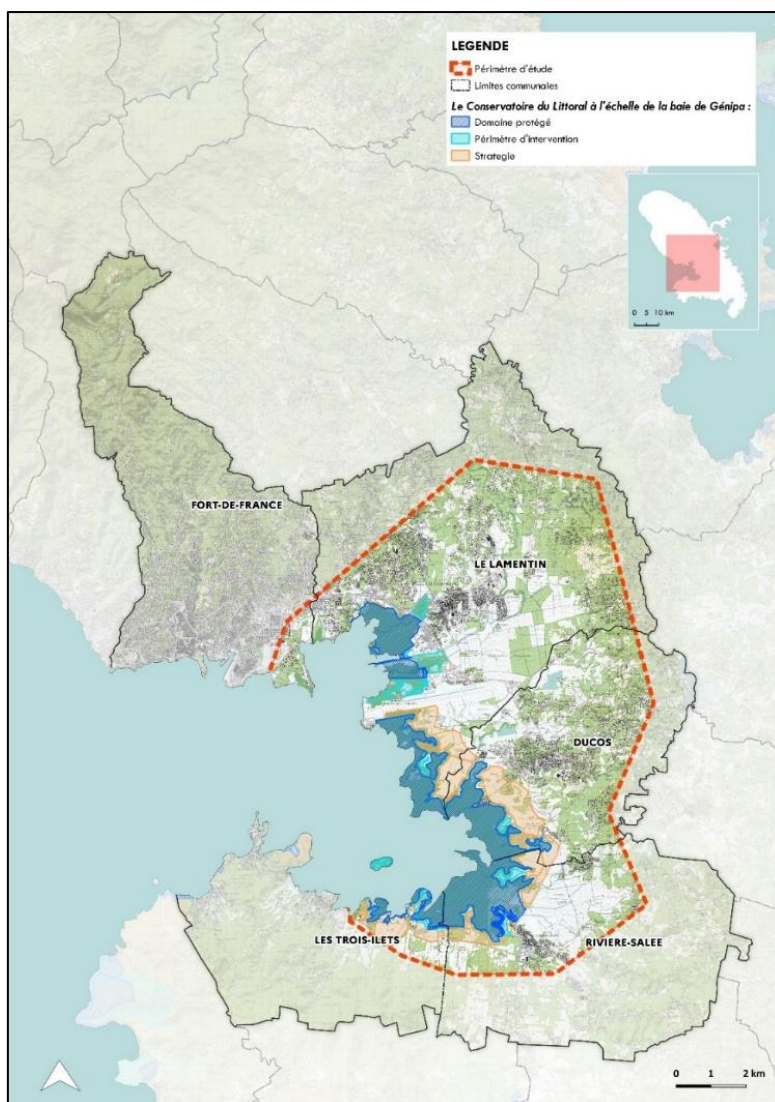 LEGENDE
Périmètre d'étude
Limites communales
Le Conservatoire du Littoral à l'échelle de la baie de Génipa :
Domaine protégé
Périmètre d'intervention
Strategie
0 5 10 km
FORT-DE-FRANCE
LE LAMENTIN
DUCOS
LES TROIS-ILETS
RIVIERE-SALEE
0 1 2 km